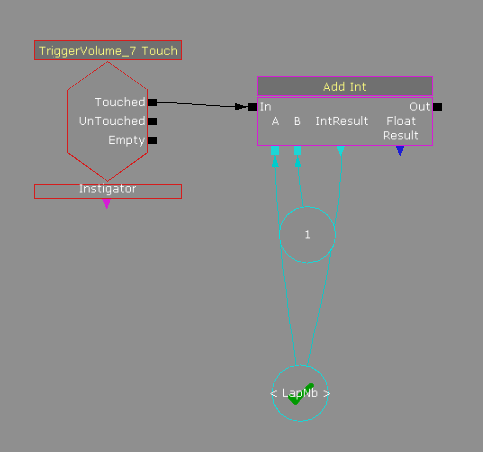 TriggerVolume_7 Touch
Touched
UnTouched
Empty
Instigator
Add Int
In
Out
A
B
IntResult
Float
Result
1
< LapNb >